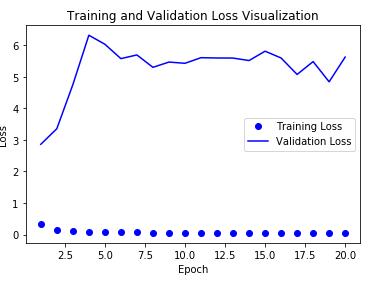 Training and Validation Loss Visualization
6
5
4
3
2
1
0
Loss
Training Loss
Validation Loss
2.5 5.0 7.5 10.0 12.5 15.0 17.5 20.0
Epoch